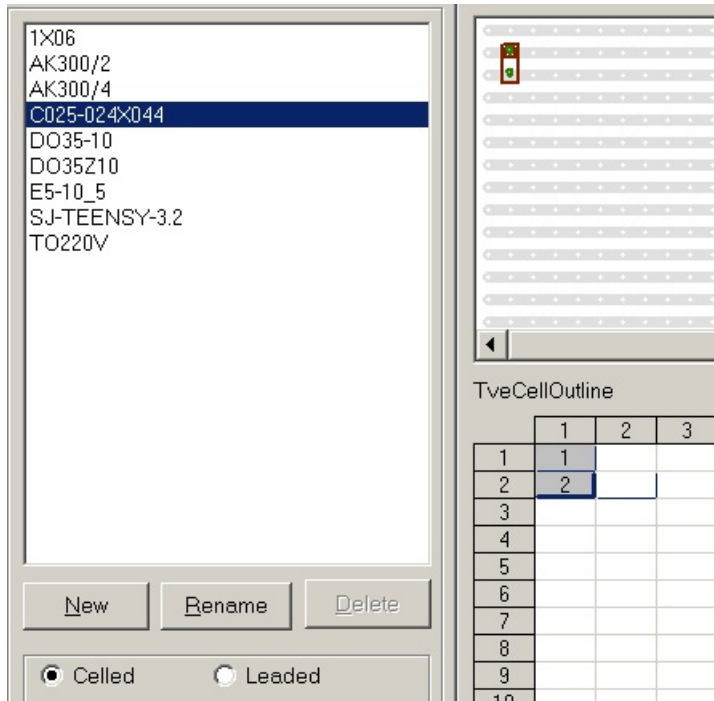 1X06
AK300/2
AK300/4
C025-024X044
DO35-10
DO35Z10
E5-10_5
SJ-TEENSY-3.2
TO220V
New Rename Delete
Celled Leaded
TveCellOutline
1 2 3
1 1
2 2
3
4
5
6
7
8
9
10